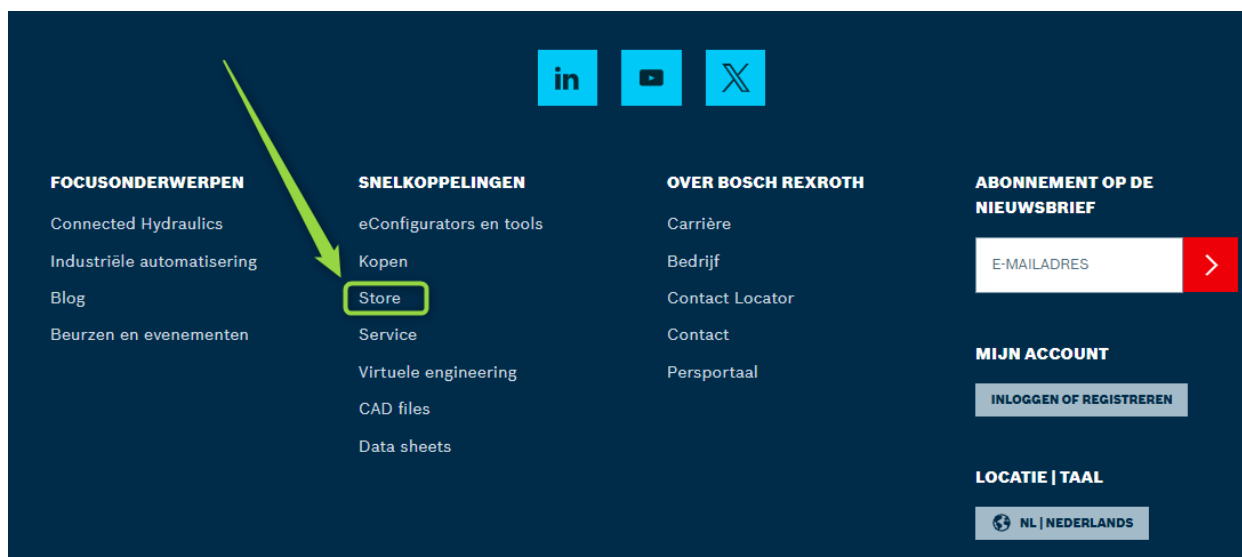 in
X
FOCUSONDERWERPEN
Connected Hydraulics
Industriële automatisering
Blog
Beurzen en evenementen
SNELKOPPELINGEN
eConfigurators en tools
Kopen
Store
Service
Virtuele engineering
CAD files
Data sheets
OVER BOSCH REXROTH
Carrière
Bedrijf
Contact Locator
Contact
Persportaal
ABONNEMENT OP DE
NIEUWSBRIEF
E-MAILADRES
MIJN ACCOUNT
INLOGGEN OF REGISTREREN
LOCATIE | TAAL
NL | NEDERLANDS